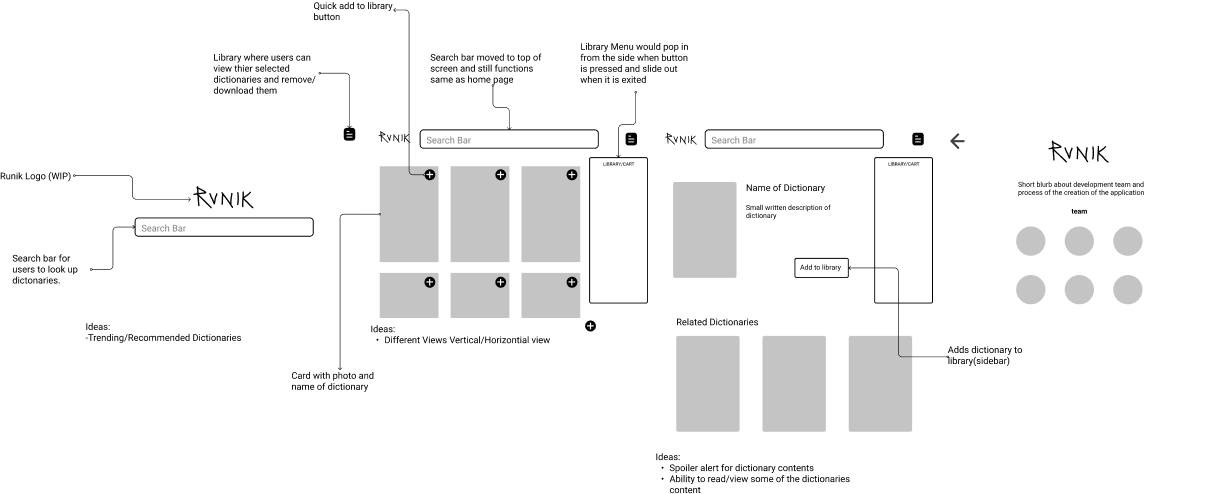 Quick add to library
button
Library where users can
view thier selected
dictionaries and remove/
download them
Search bar moved to top of
screen and still functions
same as home page
Library Menu would pop in
from the side when button
is pressed and slide out
when it is exited
Runik Logo (WIP)
RVNIK
Search Bar
Search bar for
users to look up
dictonaries.
Ideas:
-Trending/Recommended Dictionaries
RVNIK
Search Bar
LIBRARY/CART
Ideas:
• Different Views Vertical/Horizontial view
Card with photo and
name of dictionary
RVNIK
Search Bar
LIBRARY/CART
Name of Dictionary
Small written description of
dictionary
Add to library
Related Dictionaries
Adds dictionary to
library(sidebar)
Ideas:
• Spoiler alert for dictionary contents
• Ability to read/view some of the dictionaries
content
RVNIK
Short blurb about development team and
process of the creation of the application
team